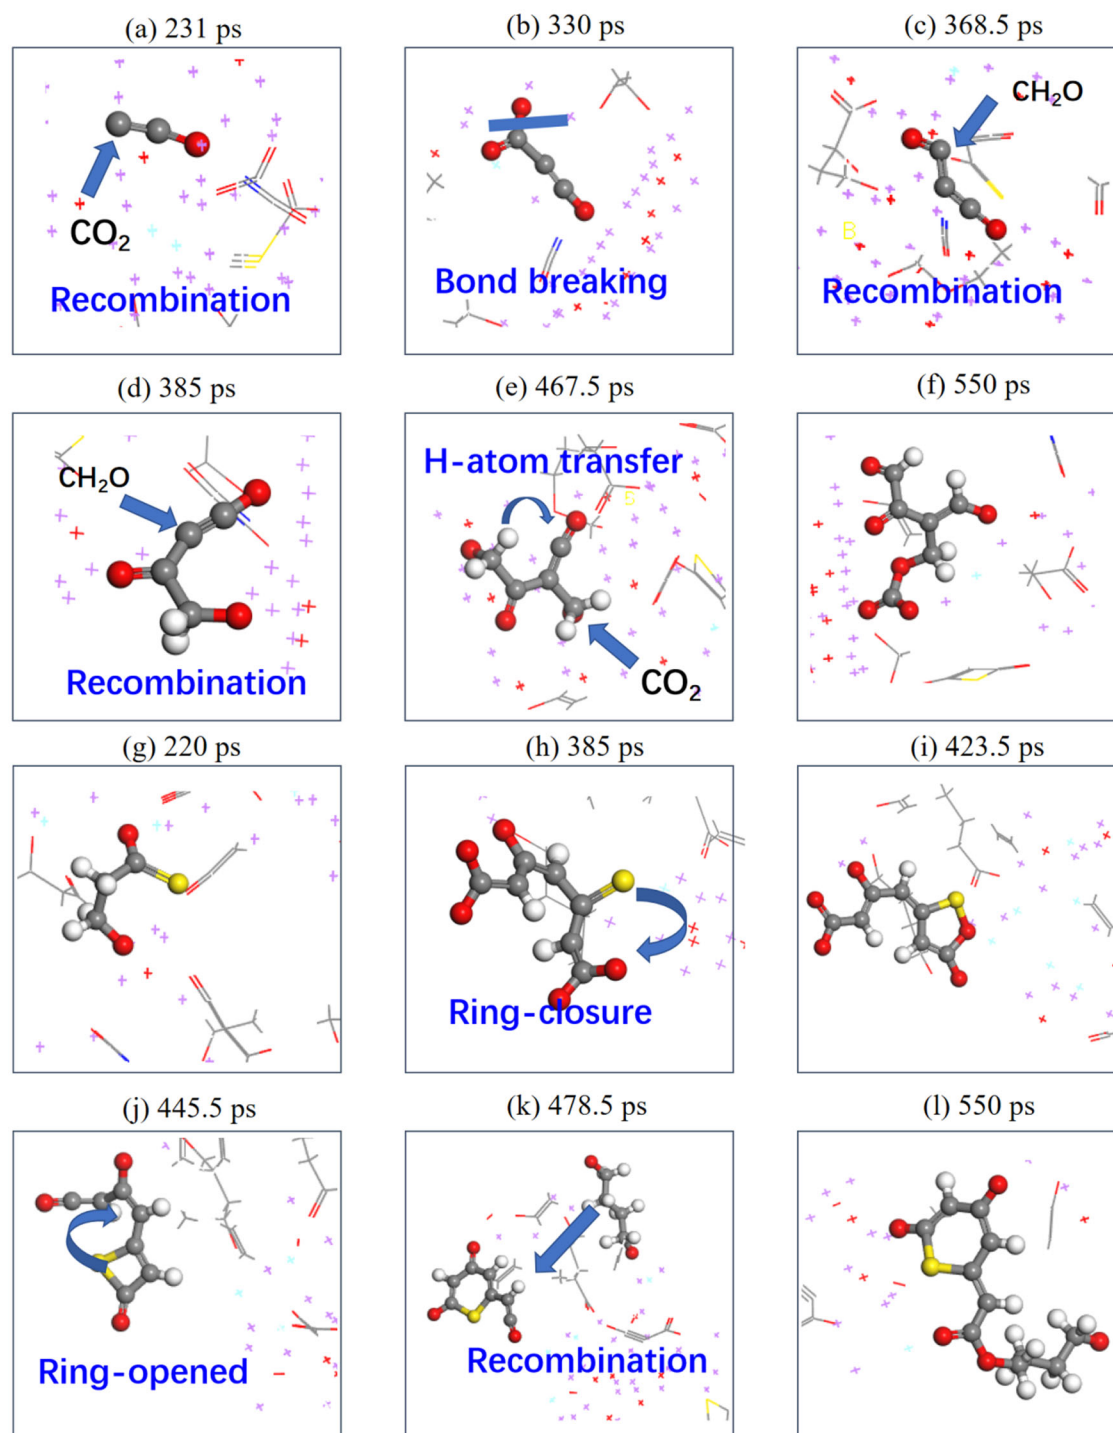 (a) 231 ps
(b) 330 ps
(c) 368.5 ps
CO₂
Recombination
Bond breaking
CH₂O
B
Recombination
(d) 385 ps
(e) 467.5 ps
(f) 550 ps
CH₂O
Recombination
H-atom transfer
5
CO₂
(g) 220 ps
(h) 385 ps
(i) 423.5 ps
Ring-closure
(j) 445.5 ps
(k) 478.5 ps
(l) 550 ps
Ring-opened
Recombination